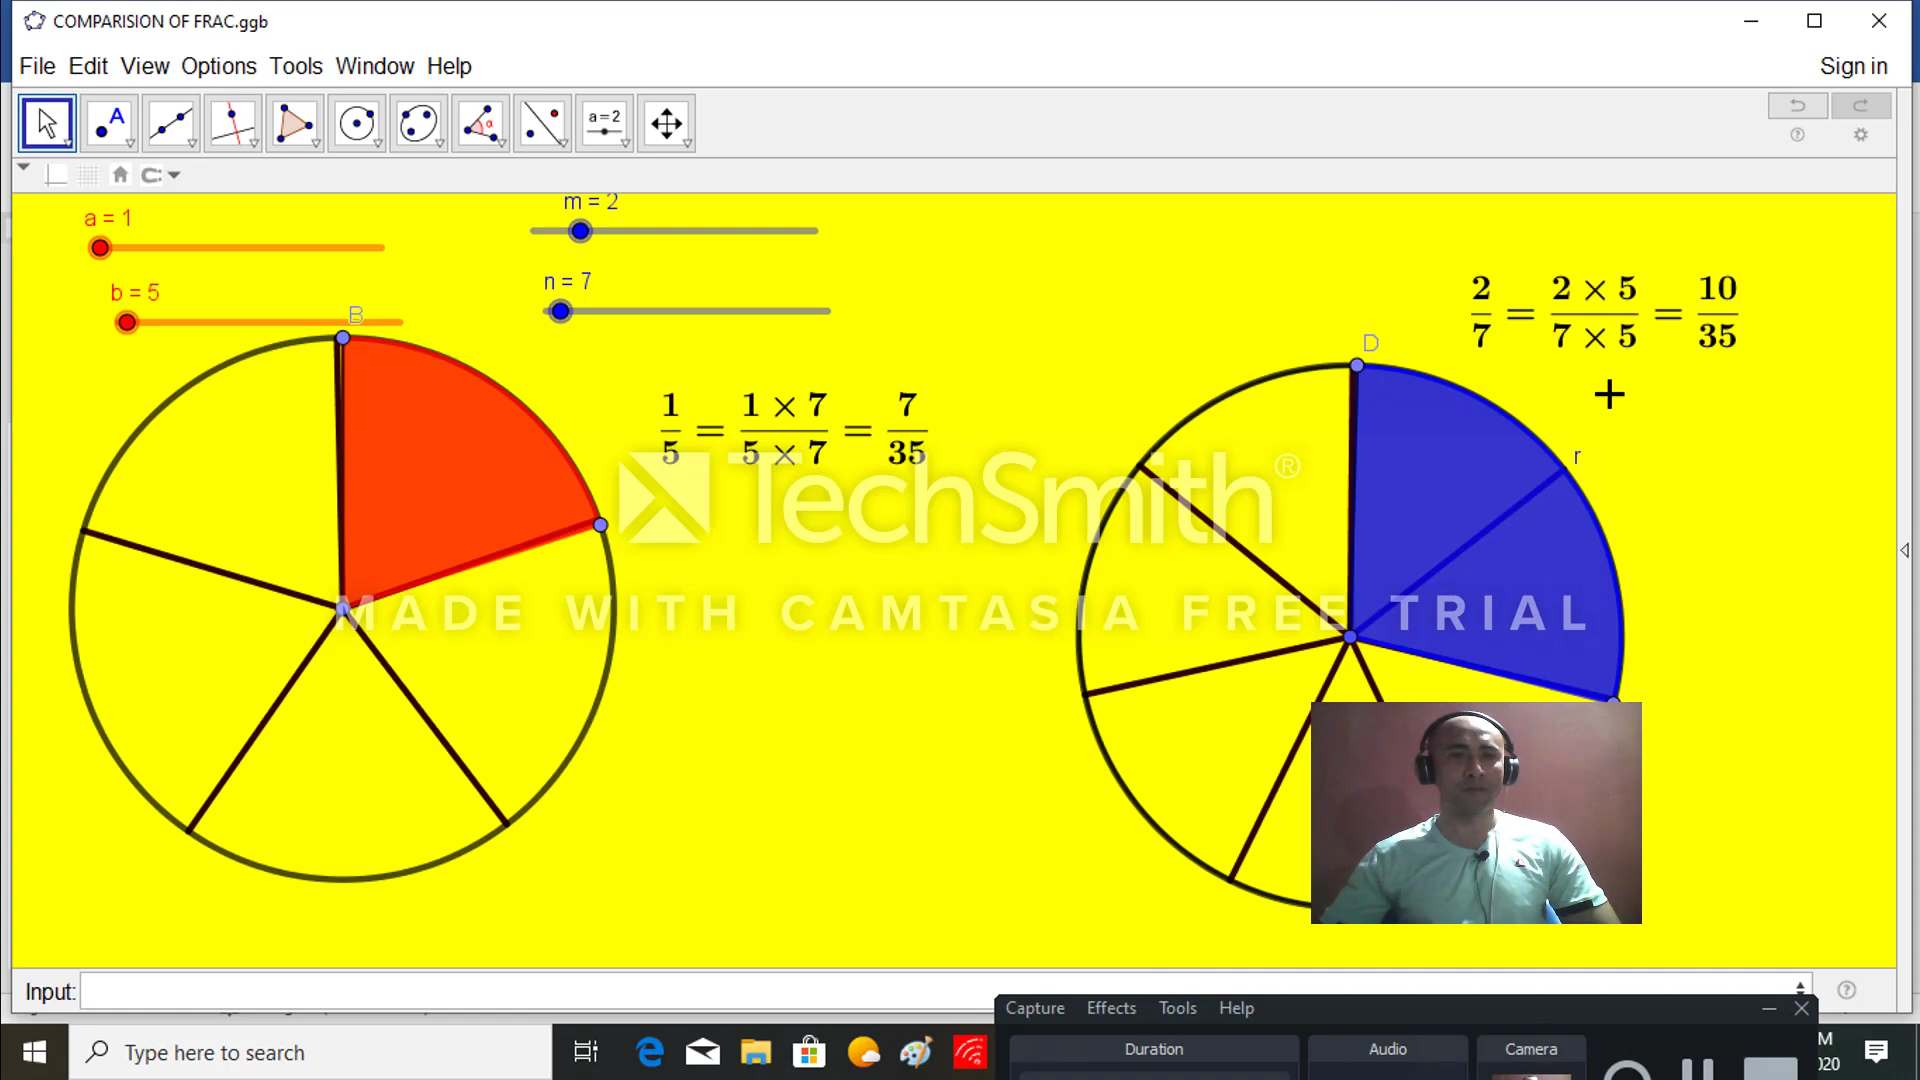 COMPARISION OF FRAC.ggb
File Edit View Options Tools Window Help
Sign in
A
α
a = 2
a = 1
m = 2
b = 5
n = 7
B
D
r
2/7 = 2 × 5/7 × 5 = 10/35
1/5 = 1 × 7/5 × 7 = 7/35
TechSmith®
MADE WITH CAMTASIA FREE TRIAL
Input:
Capture Effects Tools Help
Duration
Audio
Camera
Type here to search
M
020